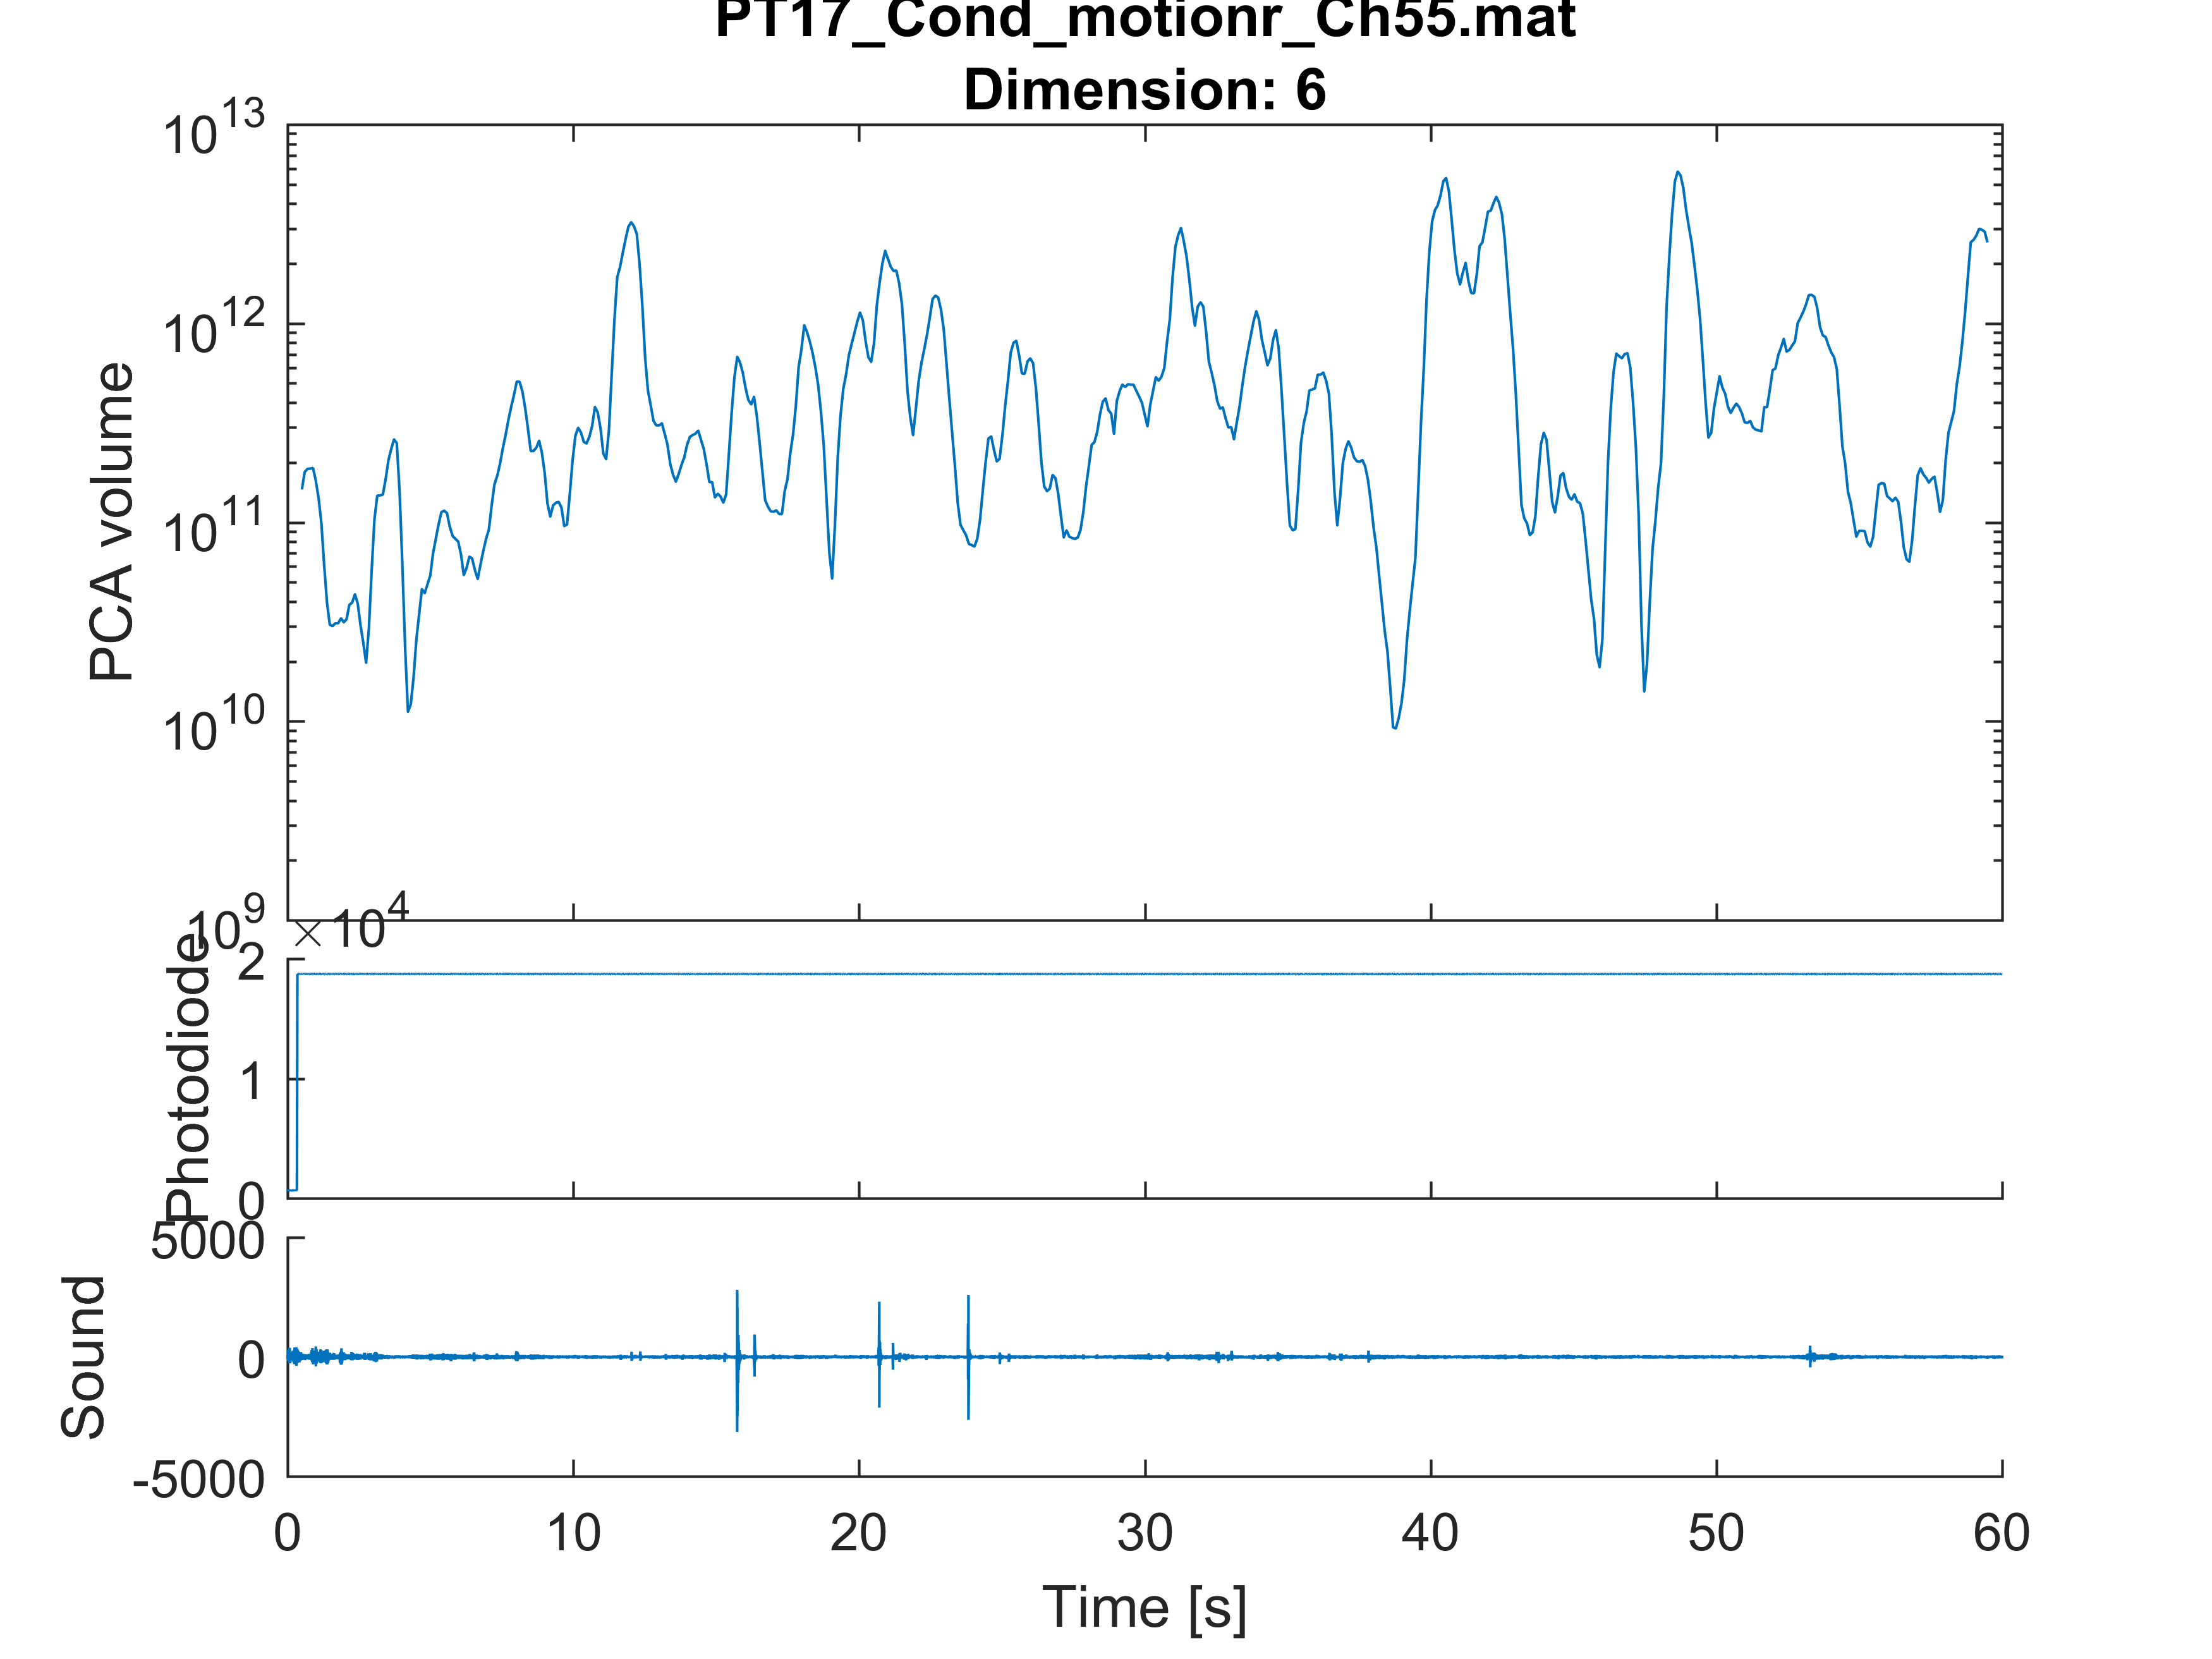 PT17_Cond_motionr_Ch55.mat
Dimension: 6
10^13
10^12
10^11
10^10
10^9
PCA volume
×10^4
2
1
0
Photodiode
5000
0
-5000
Sound
0 10 20 30 40 50 60
Time [s]